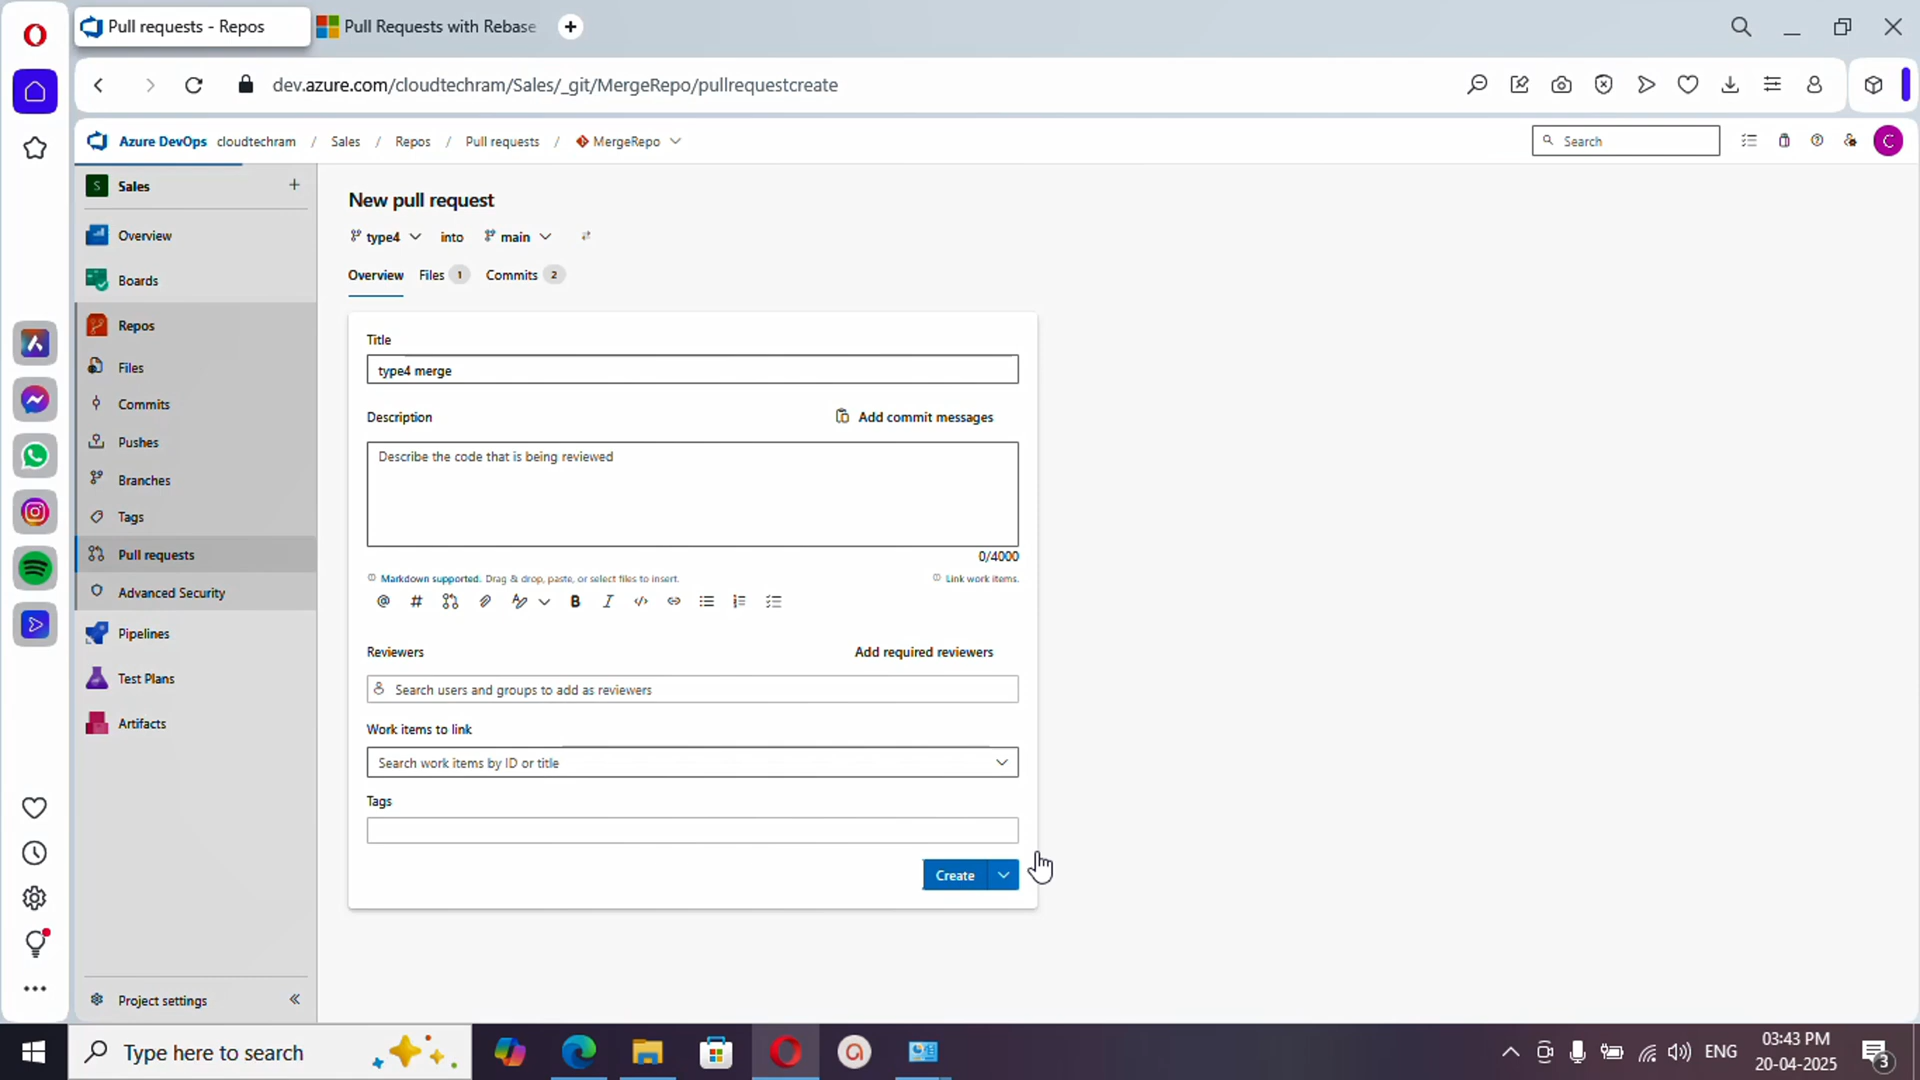 Pull requests - Repos
Pull Requests with Rebase
dev.azure.com/cloudtechram/Sales/_git/MergeRepo/pullrequestcreate
Azure DevOps cloudtechram / Sales / Repos / Pull requests / MergeRepo
Search
C
S Sales
Overview
Boards
Repos
Files
Commits
Pushes
Branches
Tags
Pull requests
Advanced Security
Pipelines
Test Plans
Artifacts
Project settings
New pull request
type4 into main
Overview Files 1 Commits 2
Title
type4 merge
Description Add commit messages
Describe the code that is being reviewed
0/4000
Markdown supported. Drag & drop, paste, or select files to insert. Link work items.
Reviewers Add required reviewers
Search users and groups to add as reviewers
Work items to link
Search work items by ID or title
Tags
Create
Type here to search
ENG
03:43 PM
20-04-2025
3